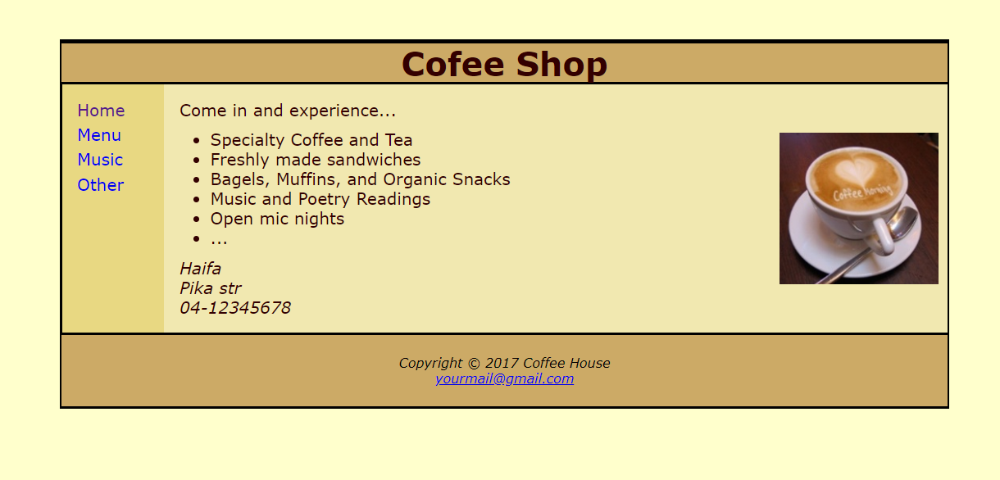 Cofee Shop
Home
Menu
Music
Other
Come in and experience...
• Specialty Coffee and Tea
• Freshly made sandwiches
• Bagels, Muffins, and Organic Snacks
• Music and Poetry Readings
• Open mic nights
• ...
Coffee Morning
Haifa
Pika str
04-12345678
Copyright © 2017 Coffee House
yourmail@gmail.com